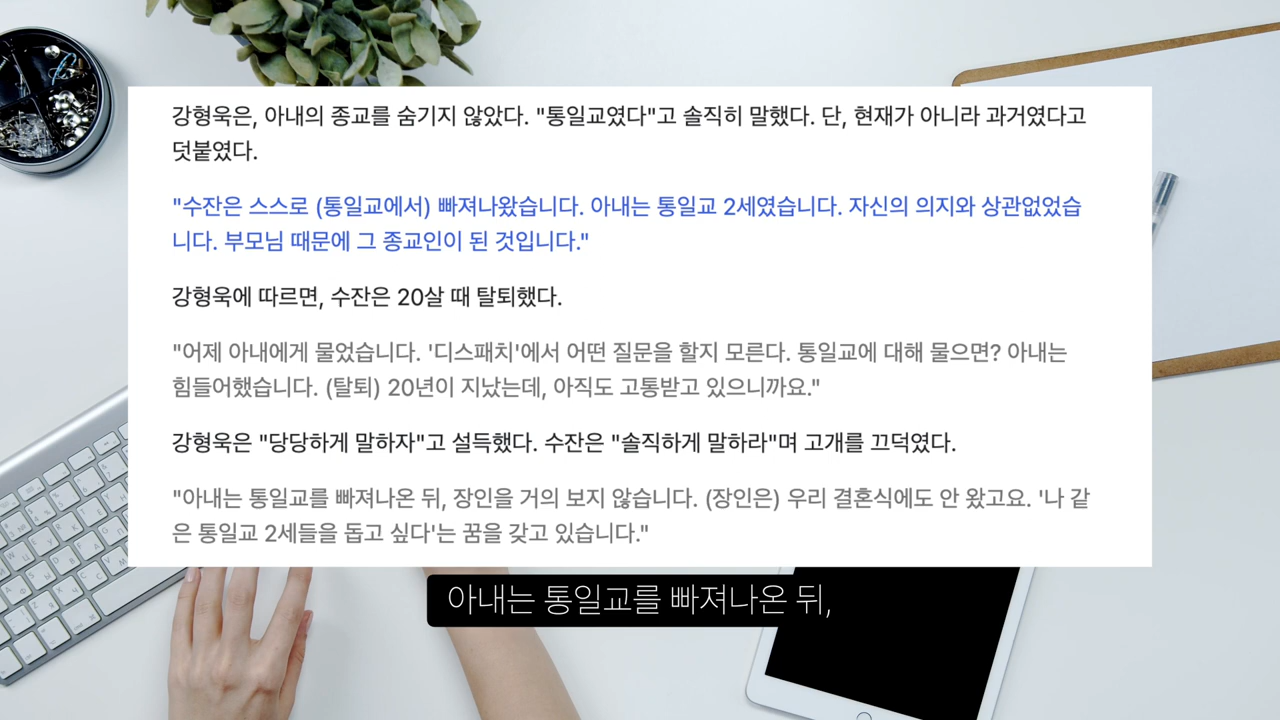 강형욱은, 아내의 종교를 숨기지 않았다. "통일교였다"고 솔직히 말했다. 단, 현재가 아니라 과거였다고
덧붙였다.
"수잔은 스스로 (통일교에서) 빠져나왔습니다. 아내는 통일교 2세였습니다. 자신의 의지와 상관없었습
니다. 부모님 때문에 그 종교인이 된 것입니다."
강형욱에 따르면, 수잔은 20살 때 탈퇴했다.
"어제 아내에게 물었습니다. '디스패치'에서 어떤 질문을 할지 모른다. 통일교에 대해 물으면? 아내는
힘들어했습니다. (탈퇴) 20년이 지났는데, 아직도 고통받고 있으니까요."
강형욱은 "당당하게 말하자"고 설득했다. 수잔은 "솔직하게 말하라"며 고개를 끄덕였다.
"아내는 통일교를 빠져나온 뒤, 장인을 거의 보지 않습니다. (장인은) 우리 결혼식에도 안 왔고요. '나 같
은 통일교 2세들을 돕고 싶다'는 꿈을 갖고 있습니다."
아내는 통일교를 빠져나온 뒤,